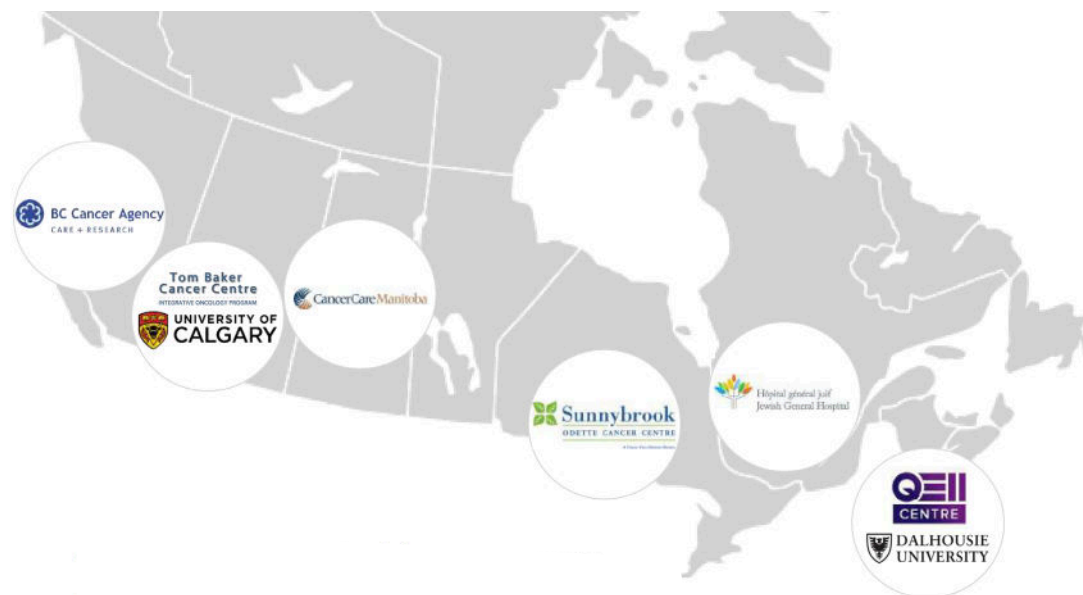 BC Cancer Agency
CARE + RESEARCH
Tom Baker
Cancer Centre
INTEGRATIVE ONCOLOGY PROGRAM
UNIVERSITY OF
CALGARY
CancerCare Manitoba
Sunnybrook
ODETTE CANCER CENTRE
Hôpital général juif
Jewish General Hospital
QEII
CENTRE
DALHOUSIE
UNIVERSITY